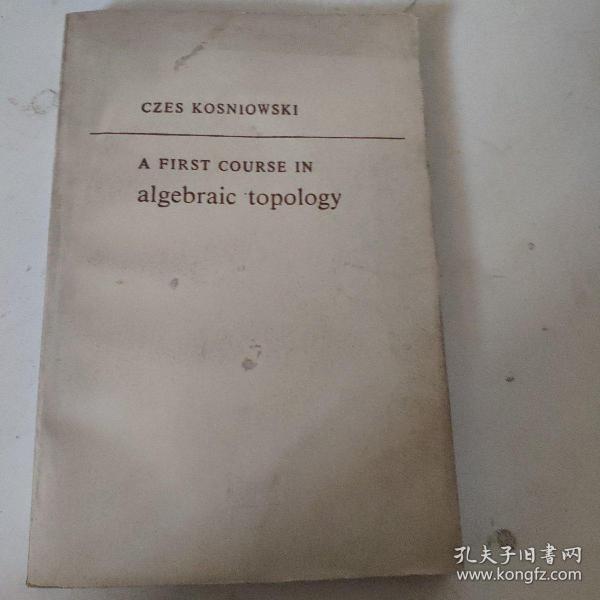 CZES KOSNIOWSKI
A FIRST COURSE IN
algebraic topology
孔夫子旧书网
www.kongfz.com